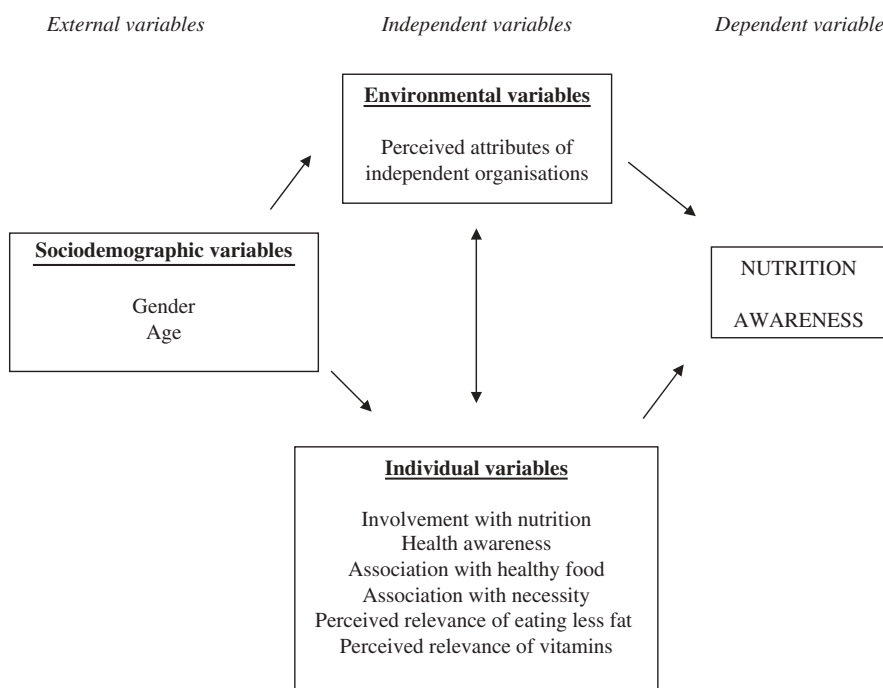 External variables
Independent variables
Dependent variable
Environmental variables
Perceived attributes of
independent organisations
Sociodemographic variables
Gender
Age
NUTRITION
AWARENESS
Individual variables
Involvement with nutrition
Health awareness
Association with healthy food
Association with necessity
Perceived relevance of eating less fat
Perceived relevance of vitamins